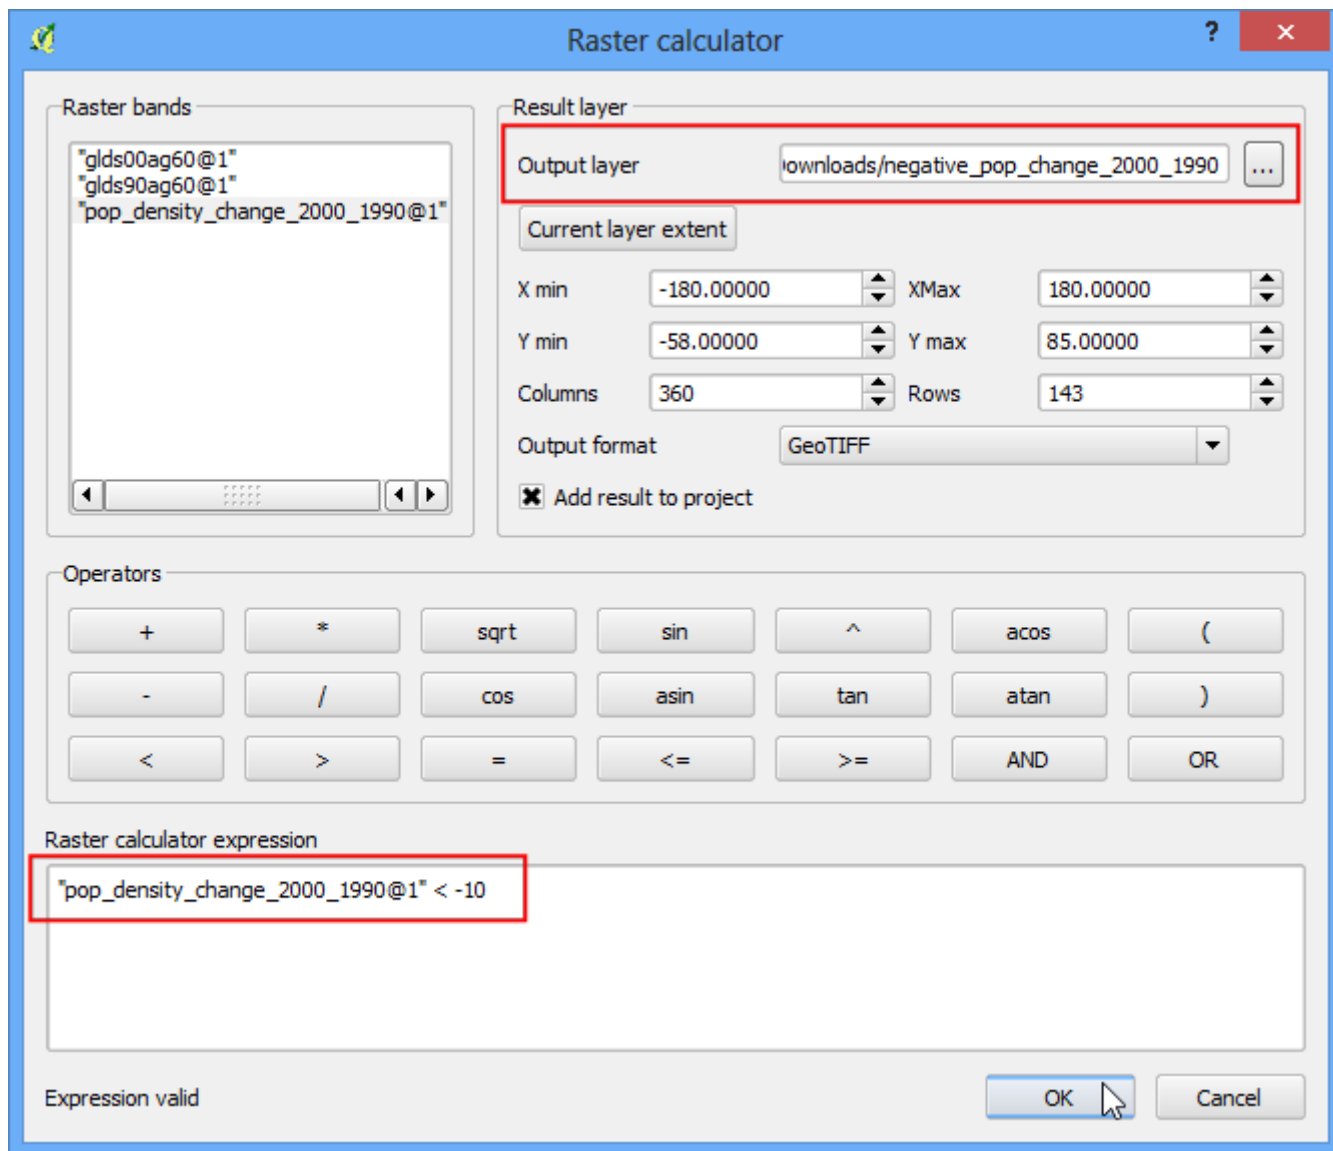 Raster calculator
?
Raster bands
"glds00ag60@1"
"glds90ag60@1"
"pop_density_change_2000_1990@1"
Result layer
Output layer ownloads/negative_pop_change_2000_1990 ...
Current layer extent
X min -180.00000 XMax 180.00000
Y min -58.00000 Y max 85.00000
Columns 360 Rows 143
Output format GeoTIFF
Add result to project
Operators
+ * sqrt sin ^ acos (
- / cos asin tan atan )
< > = <= >= AND OR
Raster calculator expression
"pop_density_change_2000_1990@1" < -10
Expression valid
OK Cancel